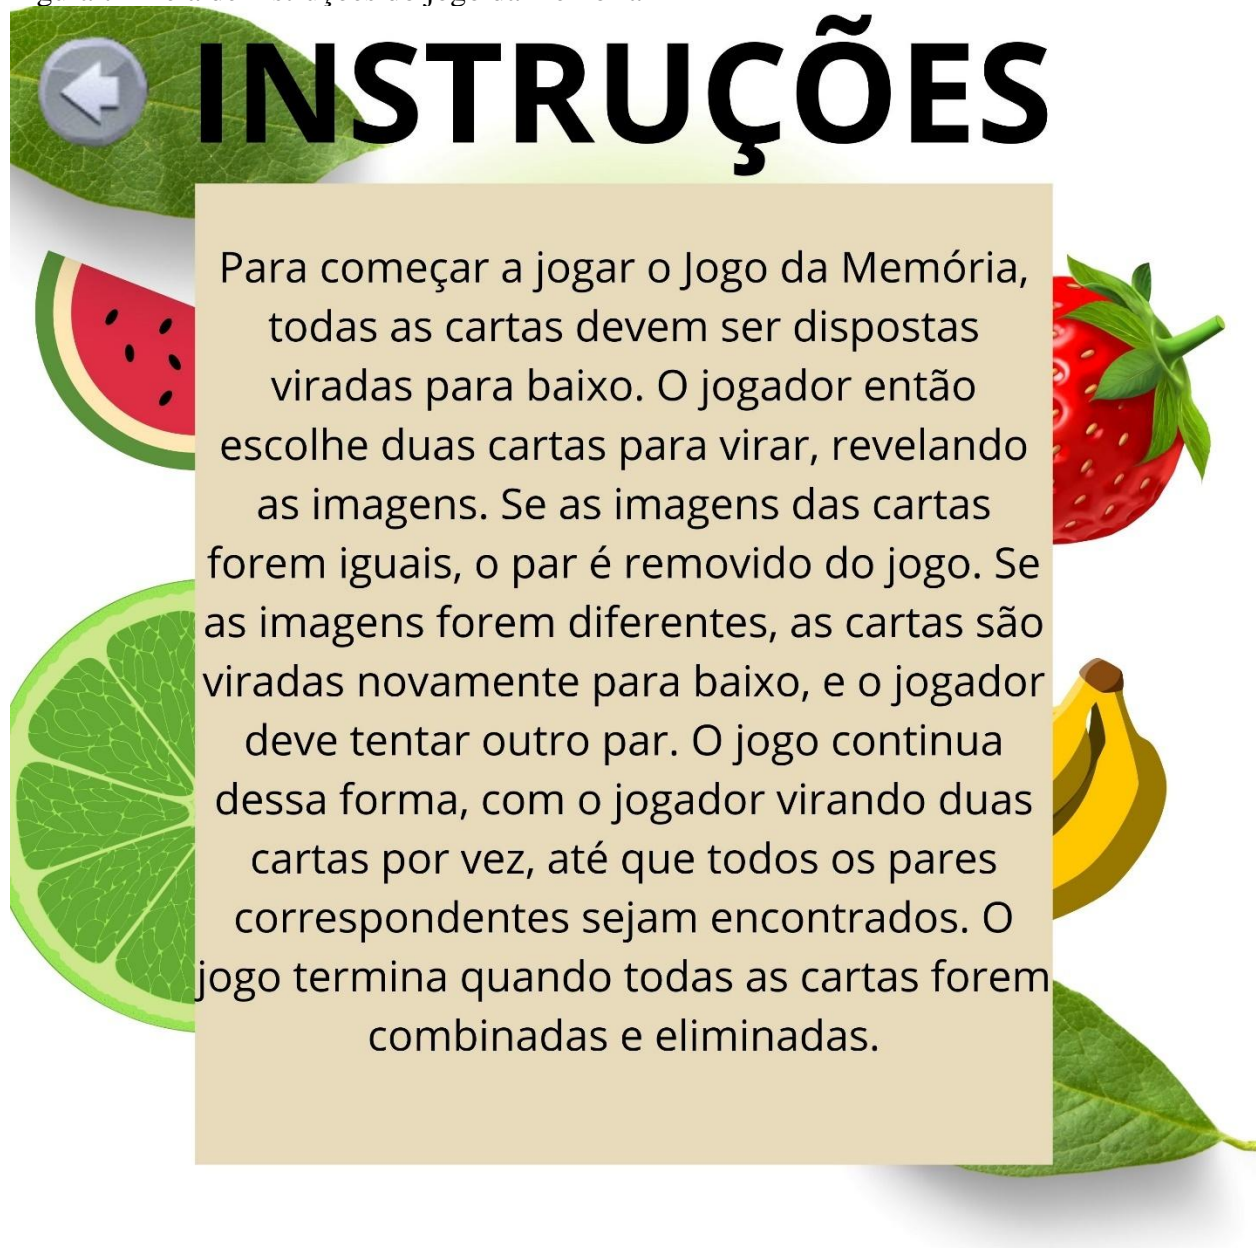 INSTRUÇÕES
Para começar a jogar o Jogo da Memória,
todas as cartas devem ser dispostas
viradas para baixo. O jogador então
escolhe duas cartas para virar, revelando
as imagens. Se as imagens das cartas
forem iguais, o par é removido do jogo. Se
as imagens forem diferentes, as cartas são
viradas novamente para baixo, e o jogador
deve tentar outro par. O jogo continua
dessa forma, com o jogador virando duas
cartas por vez, até que todos os pares
correspondentes sejam encontrados. O
jogo termina quando todas as cartas forem
combinadas e eliminadas.